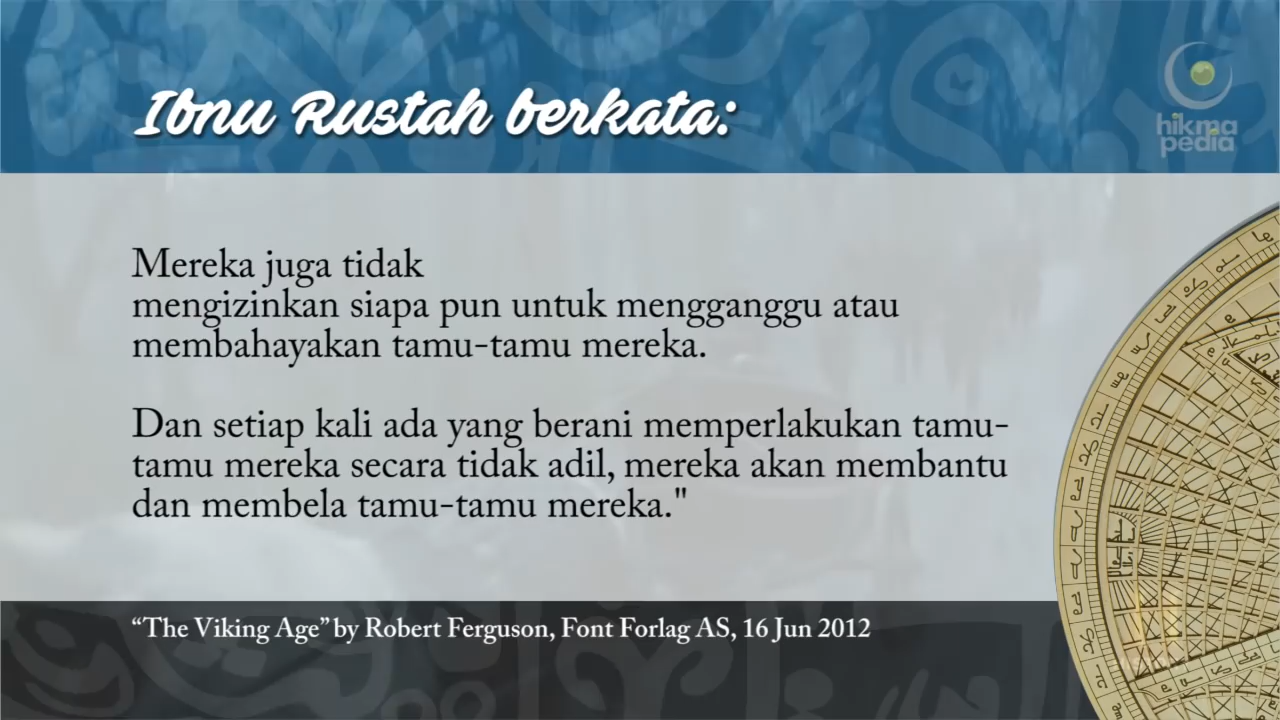 Ibnu Rustah berkata:
hikma
pedia
Mereka juga tidak
mengizinkan siapa pun untuk mengganggu atau
membahayakan tamu-tamu mereka.
Dan setiap kali ada yang berani memperlakukan tamu-
tamu mereka secara tidak adil, mereka akan membantu
dan membela tamu-tamu mereka."
“The Viking Age” by Robert Ferguson, Font Forlag AS, 16 Jun 2012